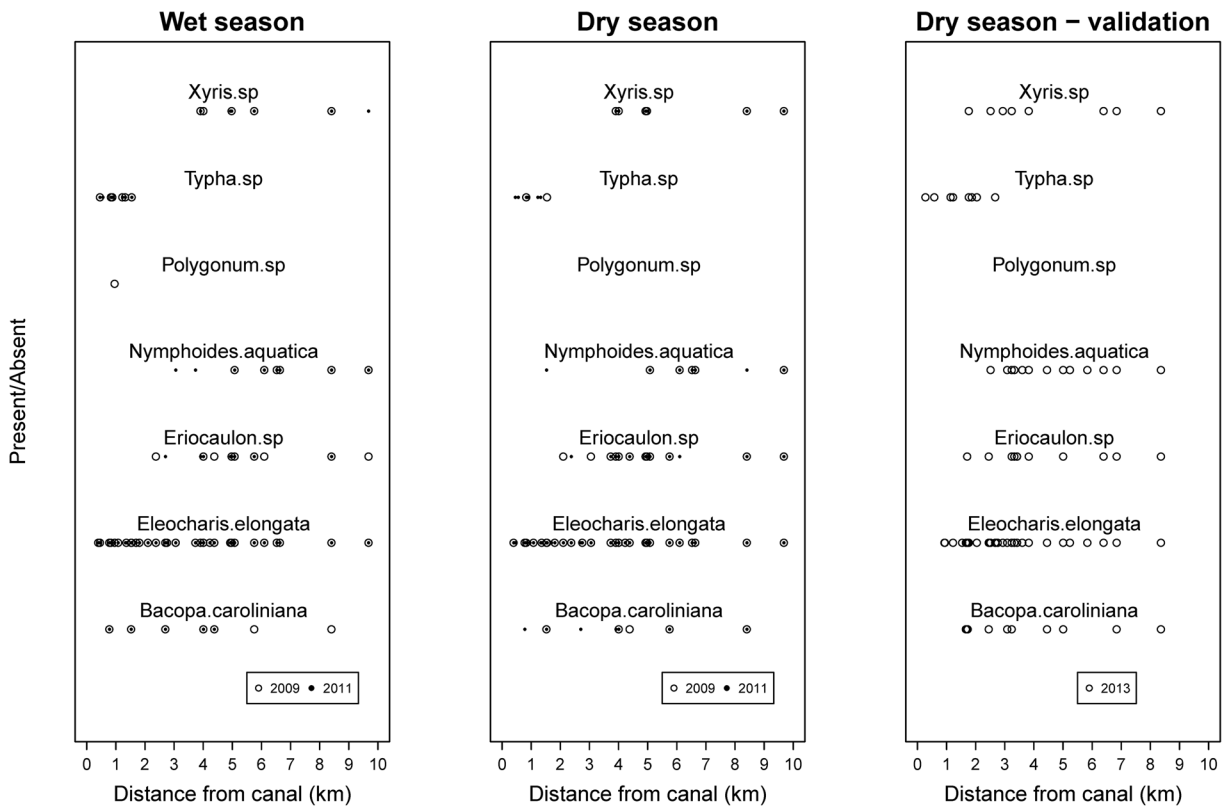 Wet season
Dry season
Dry season − validation
Present/Absent
Xyris.sp
Typha.sp
Polygonum.sp
Nymphoides.aquatica
Eriocaulon.sp
Eleocharis.elongata
Bacopa.caroliniana
2009 2011
0 1 2 3 4 5 6 7 8 9 10
Distance from canal (km)
Xyris.sp
Typha.sp
Polygonum.sp
Nymphoides.aquatica
Eriocaulon.sp
Eleocharis.elongata
Bacopa.caroliniana
2009 2011
0 1 2 3 4 5 6 7 8 9 10
Distance from canal (km)
Xyris.sp
Typha.sp
Polygonum.sp
Nymphoides.aquatica
Eriocaulon.sp
Eleocharis.elongata
Bacopa.caroliniana
2013
0 1 2 3 4 5 6 7 8 9 10
Distance from canal (km)